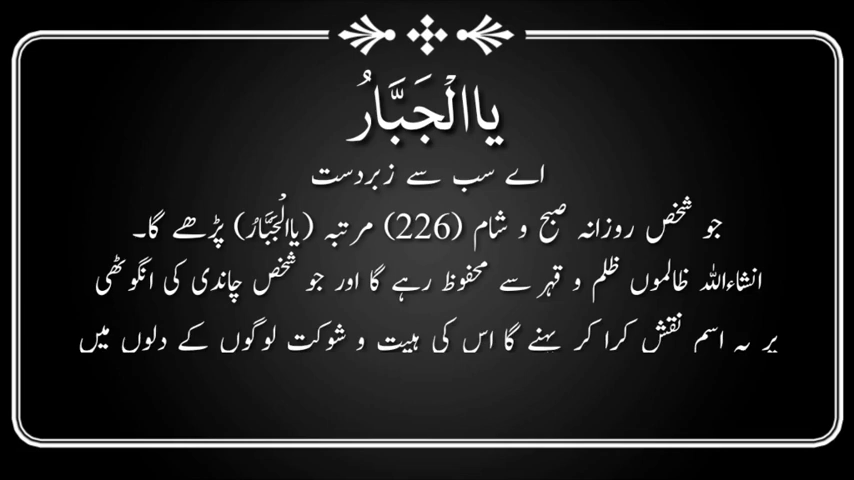 یاالْجَبَّارُ
اے سب سے زبردست
جو شخص روزانہ صبح و شام (226) مرتبہ (یاالْجَبَّارُ) پڑھے گا۔
انشاءاللہ ظالموں ظلم و قہر سے محفوظ رہے گا اور جو شخص چاندی کی انگوٹھی
پر یہ اسم نقش کرا کر پہنے گا اس کی ہیبت و شوکت لوگوں کے دلوں میں